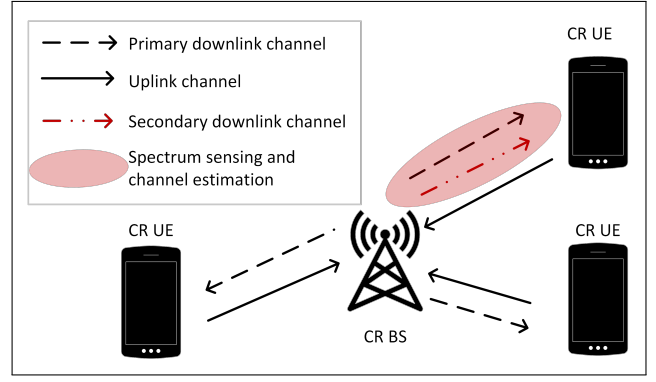 Primary downlink channel
Uplink channel
Secondary downlink channel
Spectrum sensing and
channel estimation
CR UE
CR UE
CR UE
CR BS